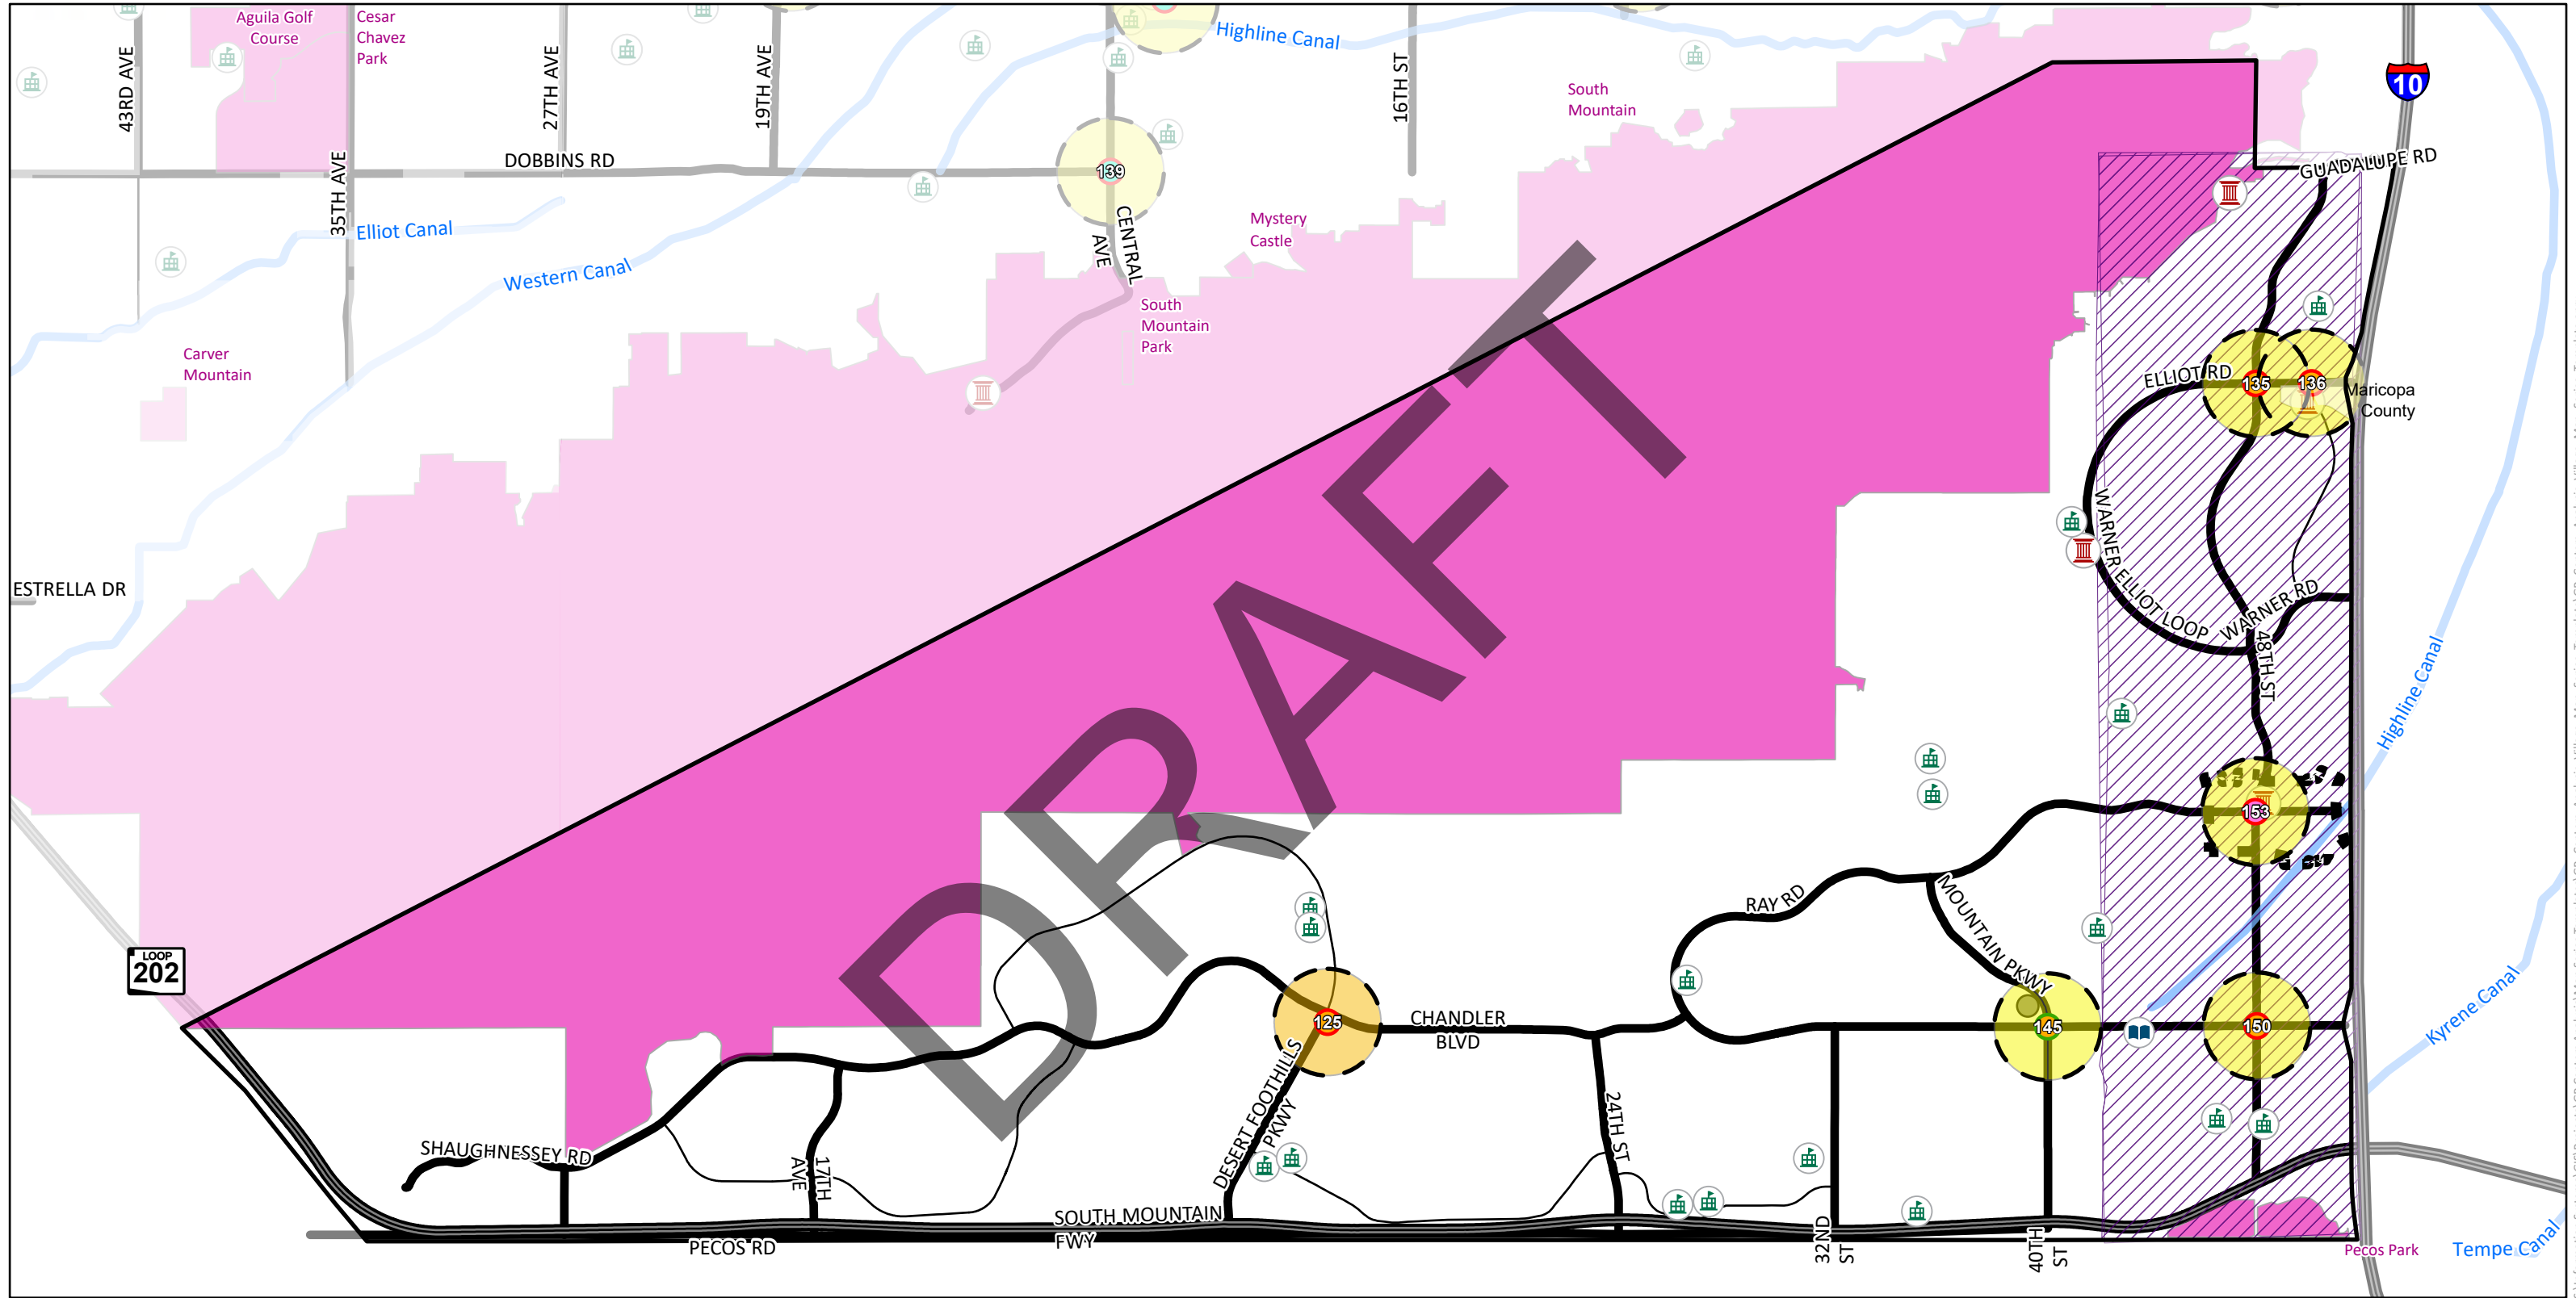 Aguila Golf
Course
Cesar
Chavez
Park
43RD AVE
27TH AVE
19TH AVE
16TH ST
Highline Canal
South
Mountain
10
DOBBINS RD
139
GUADALUPE RD
35TH AVE
Elliot Canal
CENTRAL
AVE
Mystery
Castle
Western Canal
South
Mountain
Park
Carver
Mountain
ELLIOT RD
135
136
Maricopa
County
WARNER ELLIOT LOOP
WARNER RD
48TH ST
ESTRELLA DR
DRAFT
Highline Canal
153
RAY RD
MOUNTAIN PKWY
LOOP
202
125
CHANDLER
BLVD
145
150
Kyrene Canal
DESERT FOOTHILLS
PKWY
24TH ST
SHAUGHNESSEY RD
17TH
AVE
SOUTH MOUNTAIN
FWY
PECOS RD
32ND
ST
40TH
ST
Pecos Park
Tempe Canal